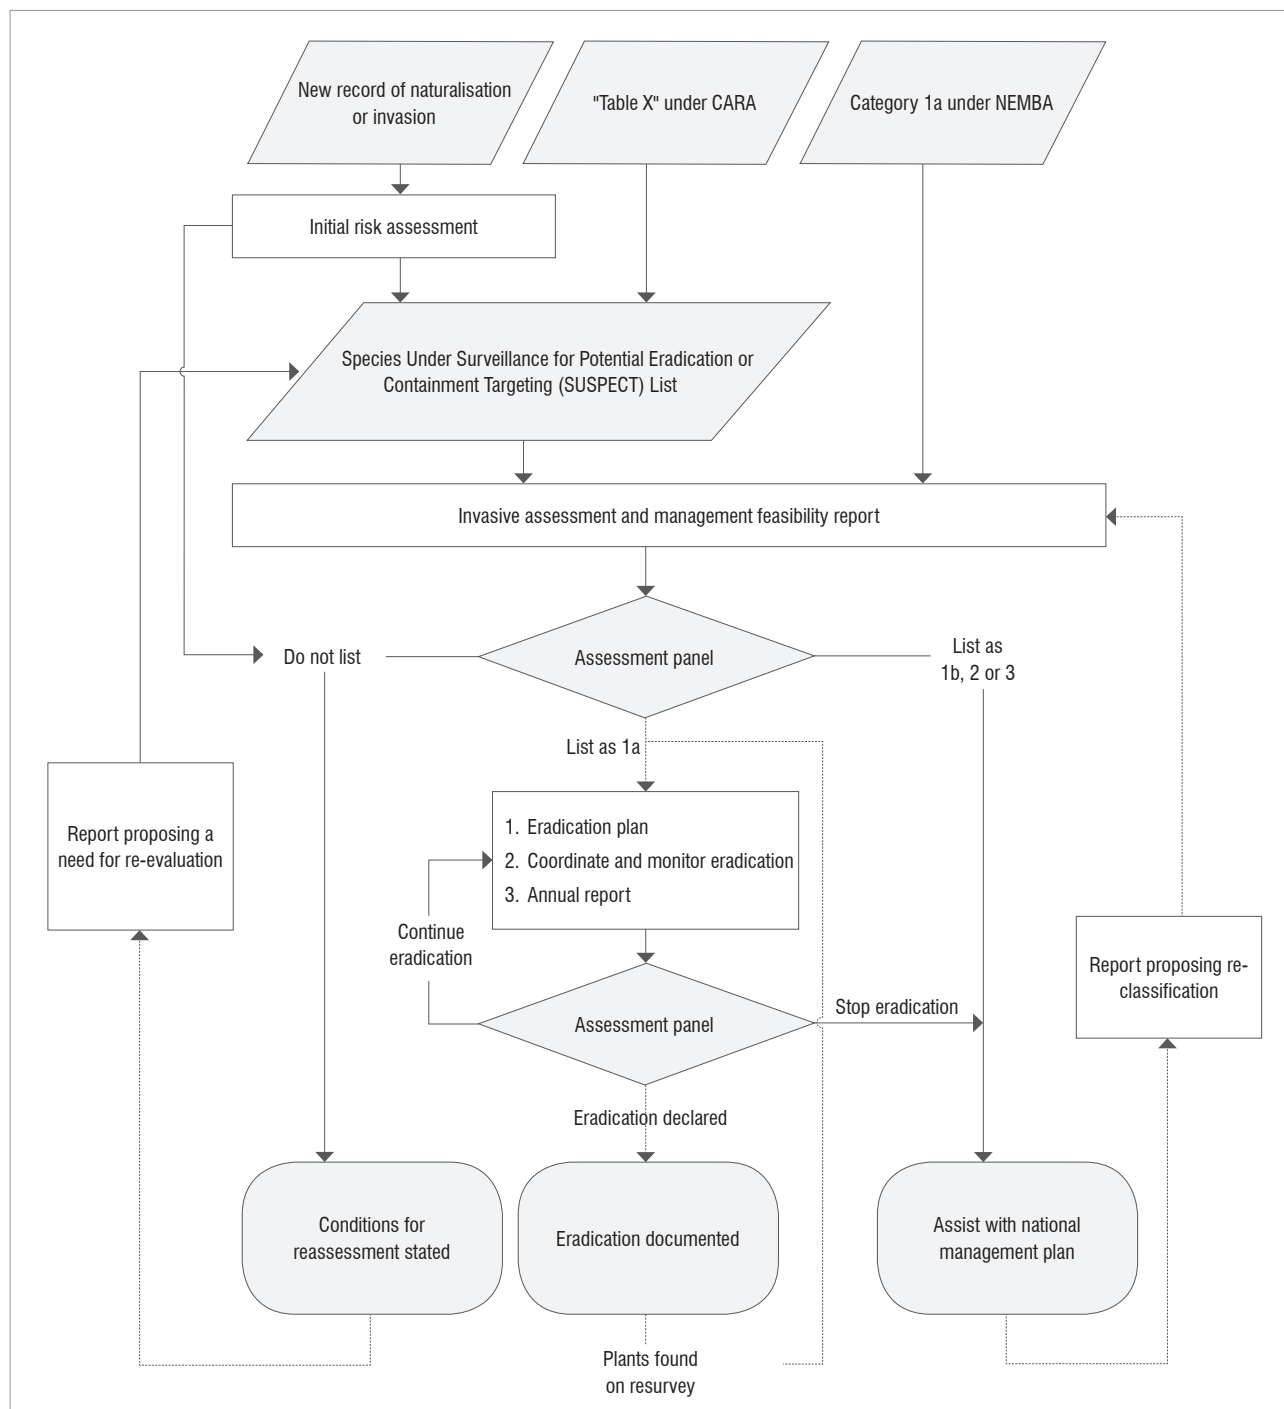 New record of naturalisation
or invasion
"Table X" under CARA
Category 1a under NEMBA
Initial risk assessment
Species Under Surveillance for Potential Eradication or
Containment Targeting (SUSPECT) List
Invasive assessment and management feasibility report
Do not list
Assessment panel
List as
1b, 2 or 3
List as 1a
Report proposing a
need for re-evaluation
1. Eradication plan
2. Coordinate and monitor eradication
3. Annual report
Continue
eradication
Report proposing re-
classification
Assessment panel
Stop eradication
Eradication declared
Conditions for
reassessment stated
Eradication documented
Assist with national
management plan
Plants found
on resurvey